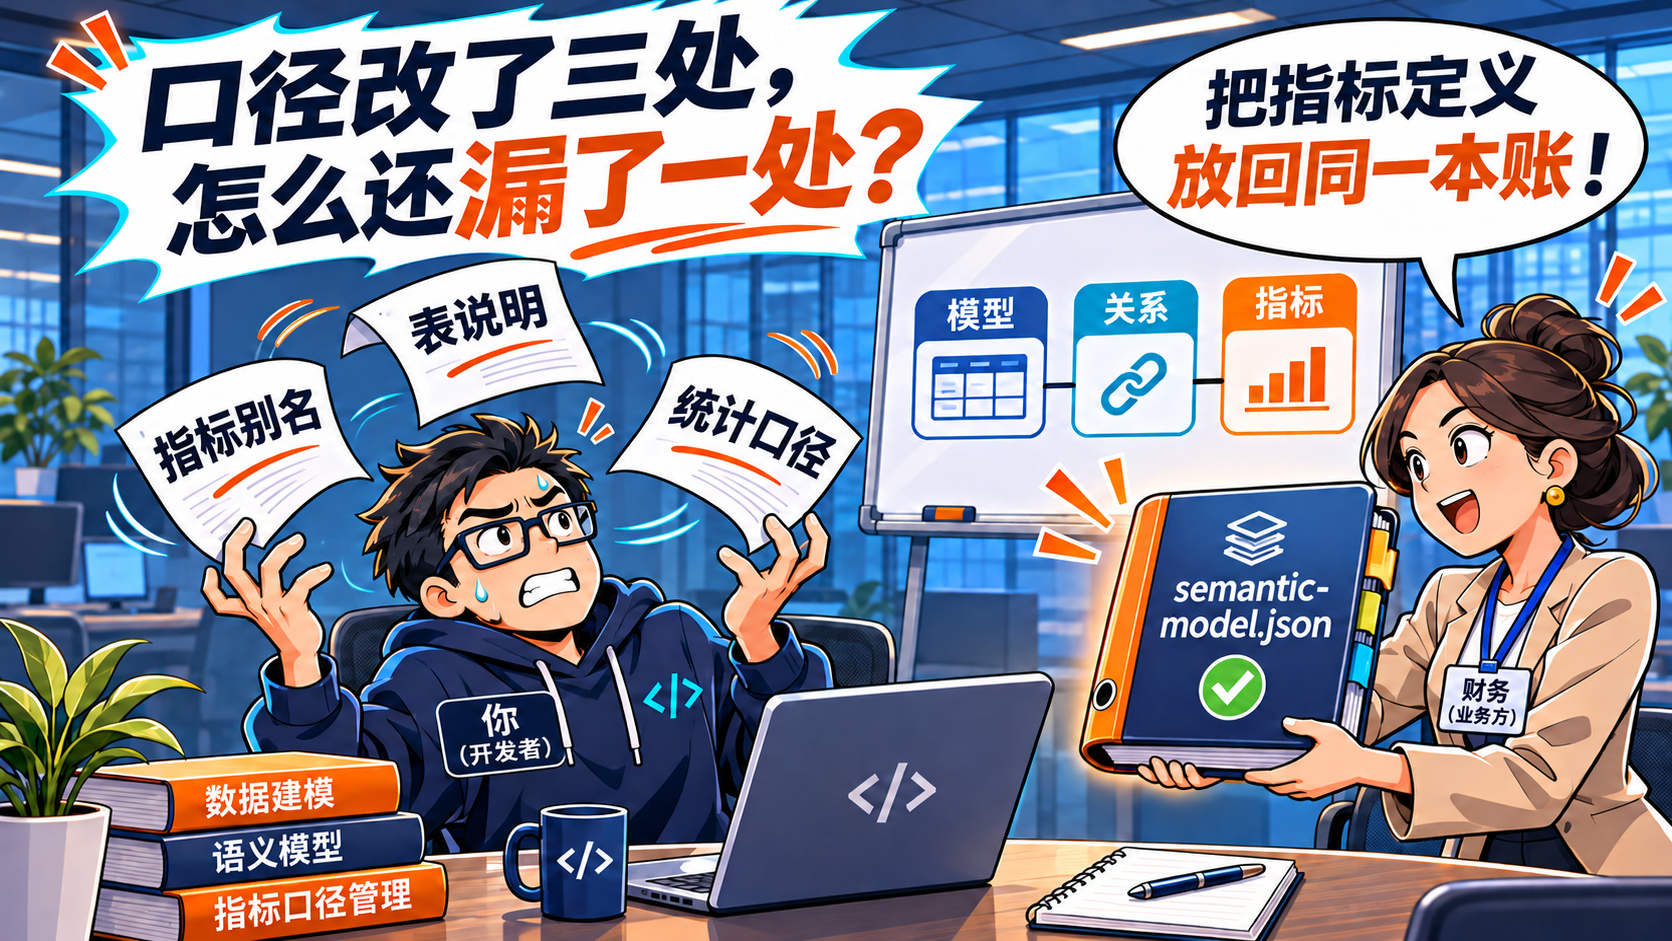 口径改了三处，
怎么还漏了一处？
把指标定义
放回同一本账！
表说明
指标别名
统计口径
模型
关系
指标
semantic-
model.json
你
（开发者）
</>
财务
（业务方）
数据建模
语义模型
指标口径管理
</>
</>